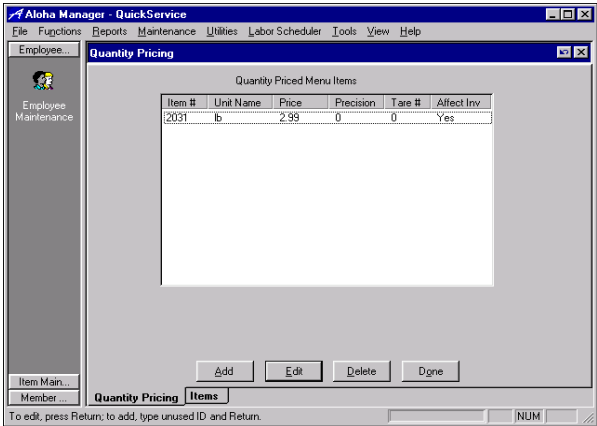 Aloha Manager - QuickService
File Functions Reports Maintenance Utilities Labor Scheduler Tools View Help
Employee...
Quantity Pricing
Employee
Maintenance
Quantity Priced Menu Items
Item # Unit Name Price Precision Tare # Affect Inv
2031 lb 2.99 0 0 Yes
Add Edit Delete Done
Item Main...
Member ...
Quantity Pricing Items
To edit, press Return; to add, type unused ID and Return.
NUM